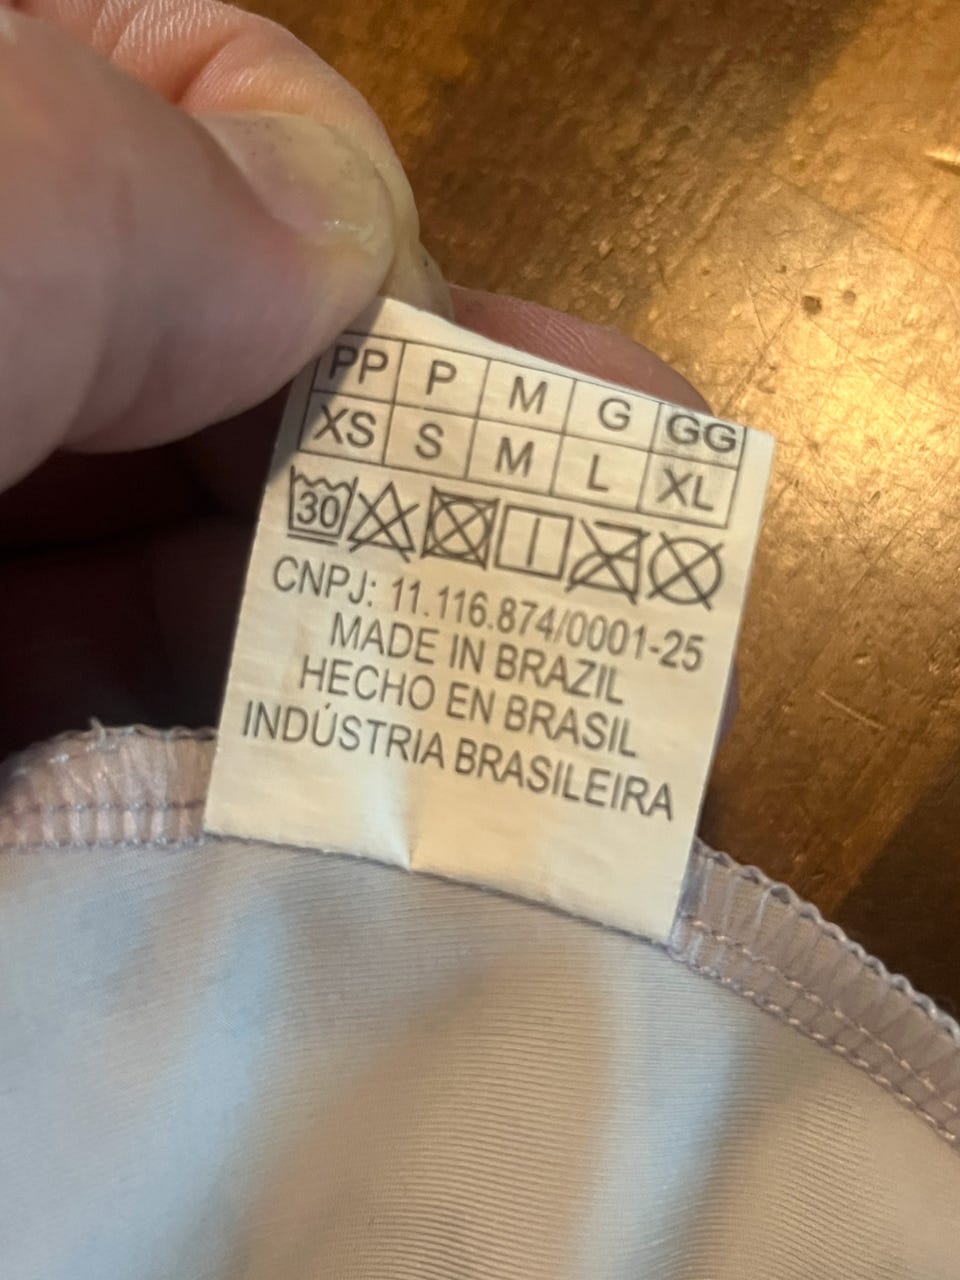 PP P M G GG
XS S M L XL
30
CNPJ: 11.116.874/0001-25
MADE IN BRAZIL
HECHO EN BRASIL
INDÚSTRIA BRASILEIRA